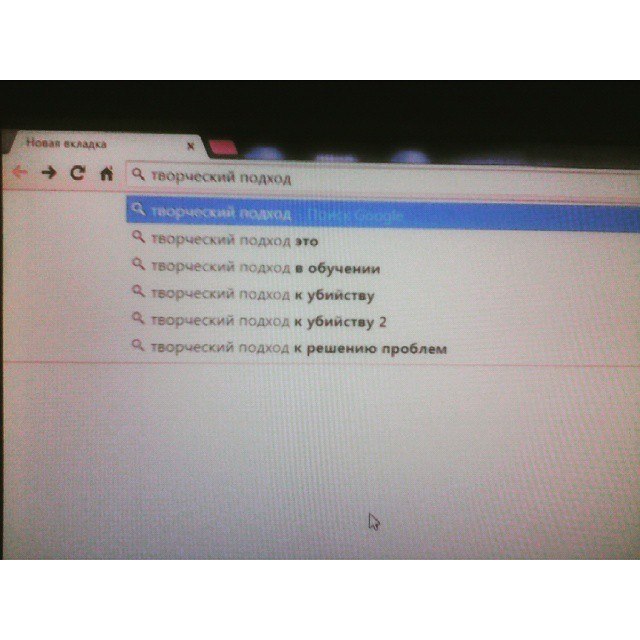 Новая вкладка
творческий подход
творческий подход Поиск Google
творческий подход это
творческий подход в обучении
творческий подход к убийству
творческий подход к убийству 2
творческий подход к решению проблем